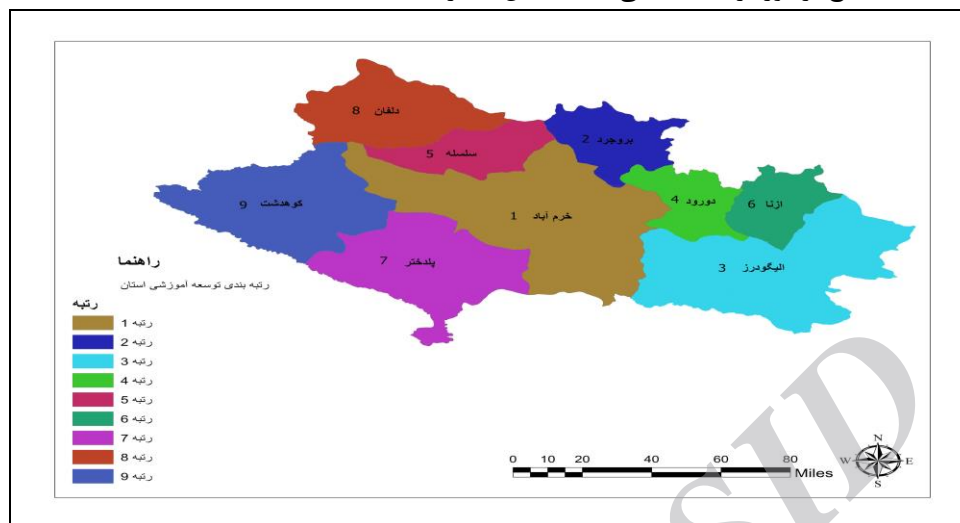 دلفان 8
بروجرد 2
سلسله 5
ازنا 6
دورود 4
کوهدشت 9
خرم آباد 1
الیگودرز 3
پلدختر 7
راهنما
رتبه بندی توسعه آموزشی استان
رتبه
رتبه 1
رتبه 2
رتبه 3
رتبه 4
رتبه 5
رتبه 6
رتبه 7
رتبه 8
رتبه 9
0 5 10 20 40 60 80
Miles
N
W E
S
SID